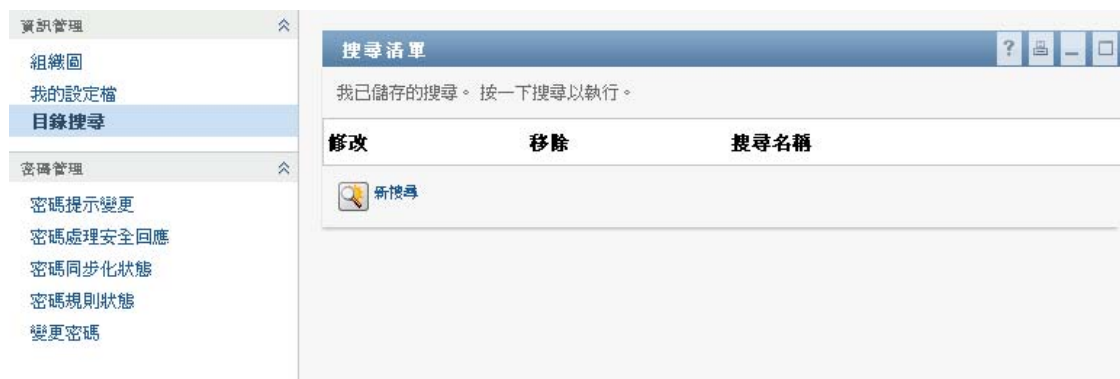 資訊管理
組織圖
我的設定檔
目錄搜尋
密碼管理
密碼提示變更
密碼處理安全回應
密碼同步化狀態
密碼規則狀態
變更密碼
搜尋清單
?
我已儲存的搜尋。 按一下搜尋以執行。
修改 移除 搜尋名稱
新搜尋